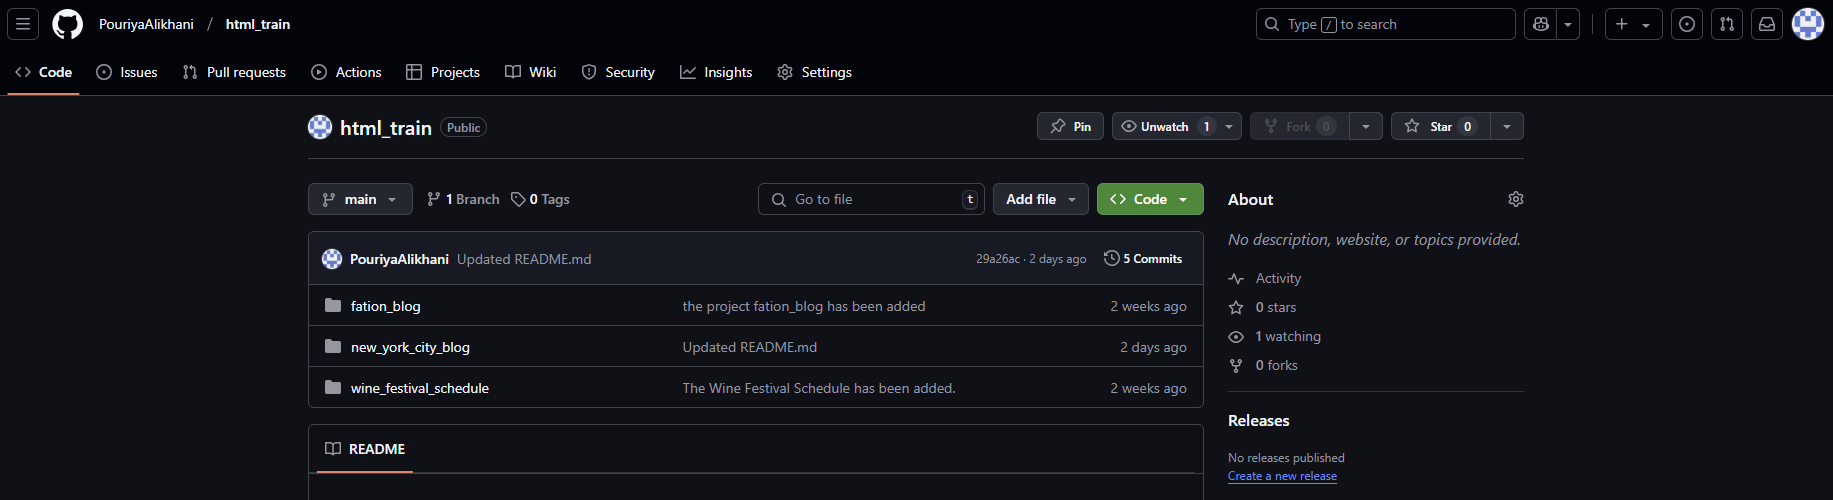 PouriyaAlikhani / html_train
Type / to search
Code Issues Pull requests Actions Projects Wiki Security Insights Settings
html_train Public
Pin Unwatch 1 Fork 0 Star 0
main 1 Branch 0 Tags Go to file t Add file Code
PouriyaAlikhani Updated README.md 29a26ac · 2 days ago 5 Commits
fation_blog the project fation_blog has been added 2 weeks ago
new_york_city_blog Updated README.md 2 days ago
wine_festival_schedule The Wine Festival Schedule has been added. 2 weeks ago
README
About
No description, website, or topics provided.
Activity
0 stars
1 watching
0 forks
Releases
No releases published
Create a new release